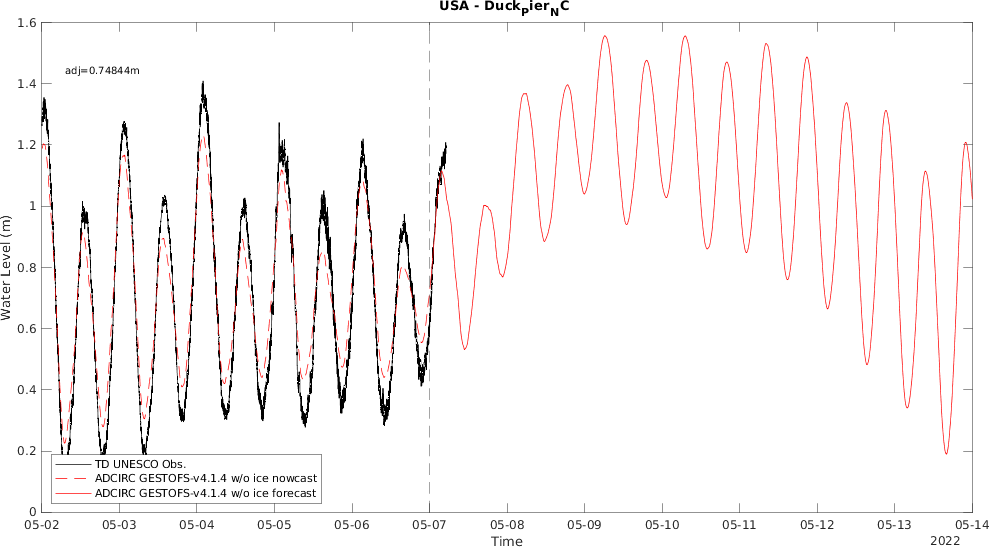 USA - DuckPierNC
1.6
1.4
1.2
1
0.8
0.6
0.4
0.2
0
Water Level (m)
adj=0.74844m
TD UNESCO Obs.
ADCIRC GESTOFS-v4.1.4 w/o ice nowcast
ADCIRC GESTOFS-v4.1.4 w/o ice forecast
05-02 05-03 05-04 05-05 05-06 05-07 05-08 05-09 05-10 05-11 05-12 05-13 05-14
Time
2022